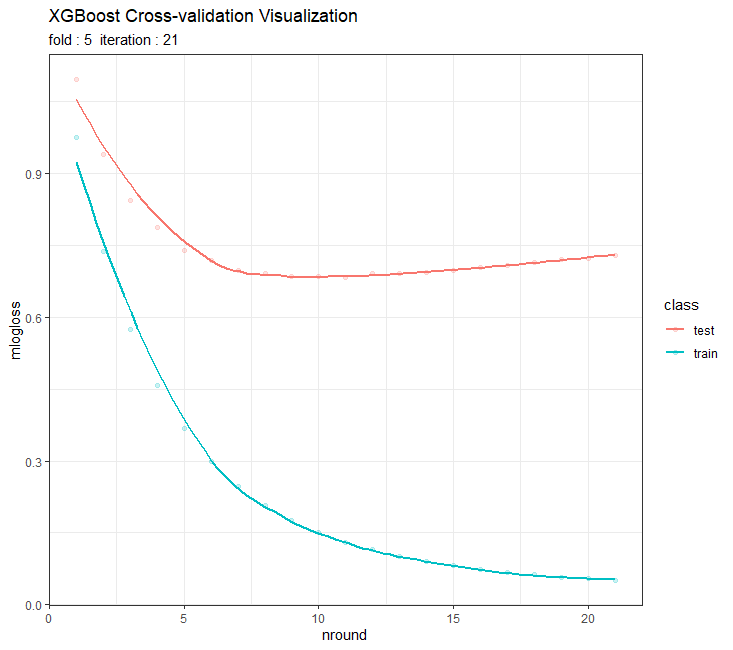 XGBoost Cross-validation Visualization
fold : 5 iteration : 21
mlogloss
0.9
0.6
0.3
0.0
0
5
10
15
20
nround
class
test
train